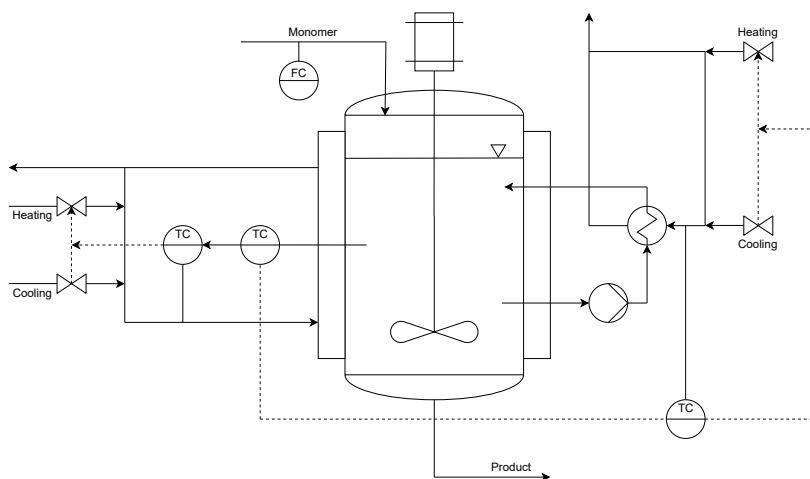 Monomer
FC
Heating
Heating
TC
TC
Cooling
Cooling
TC
Product